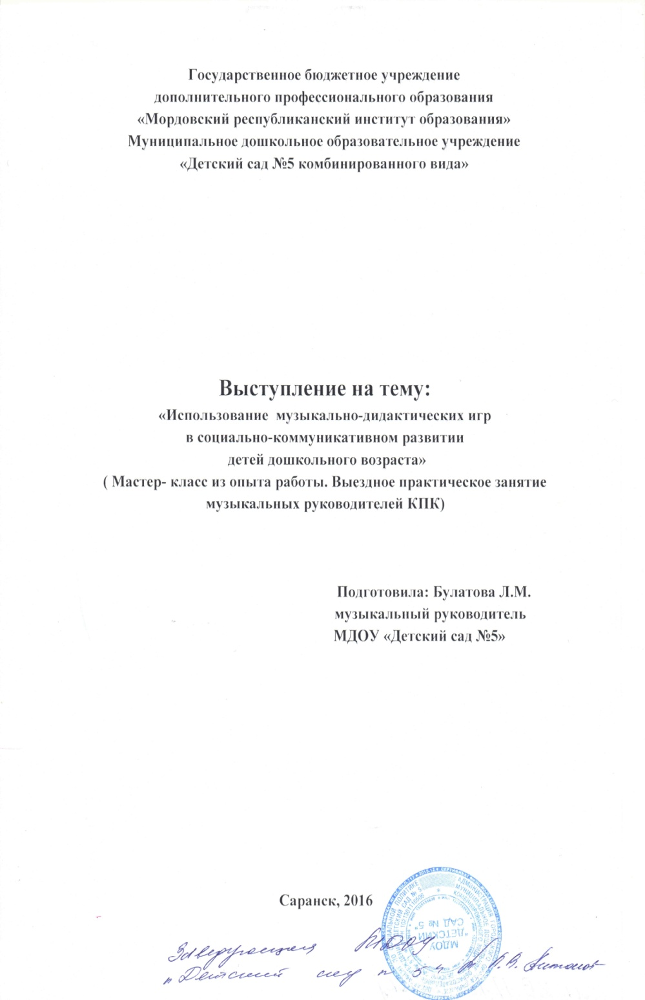 Государственное бюджетное учреждение
дополнительного профессионального образования
«Мордовский республиканский институт образования»
Муниципальное дошкольное образовательное учреждение
«Детский сад №5 комбинированного вида»
Выступление на тему:
«Использование музыкально-дидактических игр
в социально-коммуникативном развитии
детей дошкольного возраста»
( Мастер- класс из опыта работы. Выездное практическое занятие
музыкальных руководителей КПК)
Подготовила: Булатова Л.М.
музыкальный руководитель
МДОУ «Детский сад №5»
Саранск, 2016
МДОУ
"ДЕТСКИЙ
САД № 5"
Заведующая МДОУ
"Детский сад № 5"